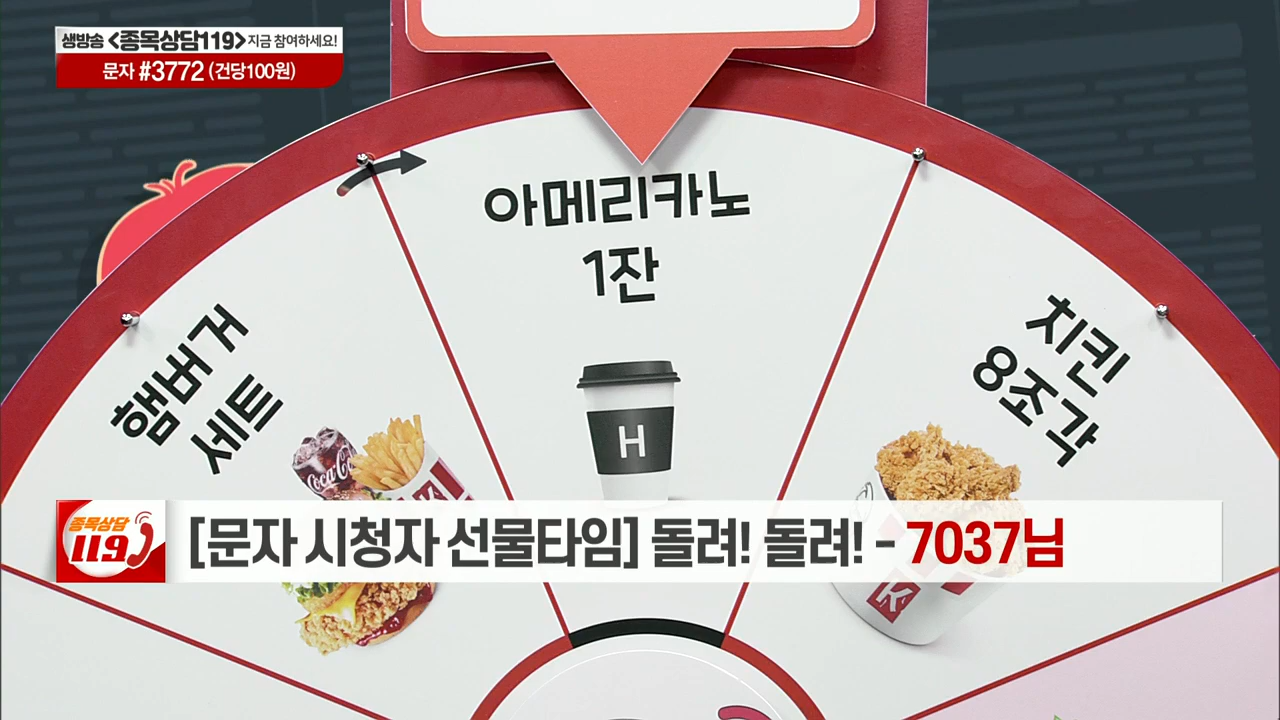 생방송 <종목상담119> 지금 참여하세요!
문자 #3772 (건당100원)
아메리카노
1잔
햄버거
세트
치킨
8조각
Coca-Co
H
K
종목상담
119
[문자 시청자 선물타임] 돌려! 돌려! - 7037님